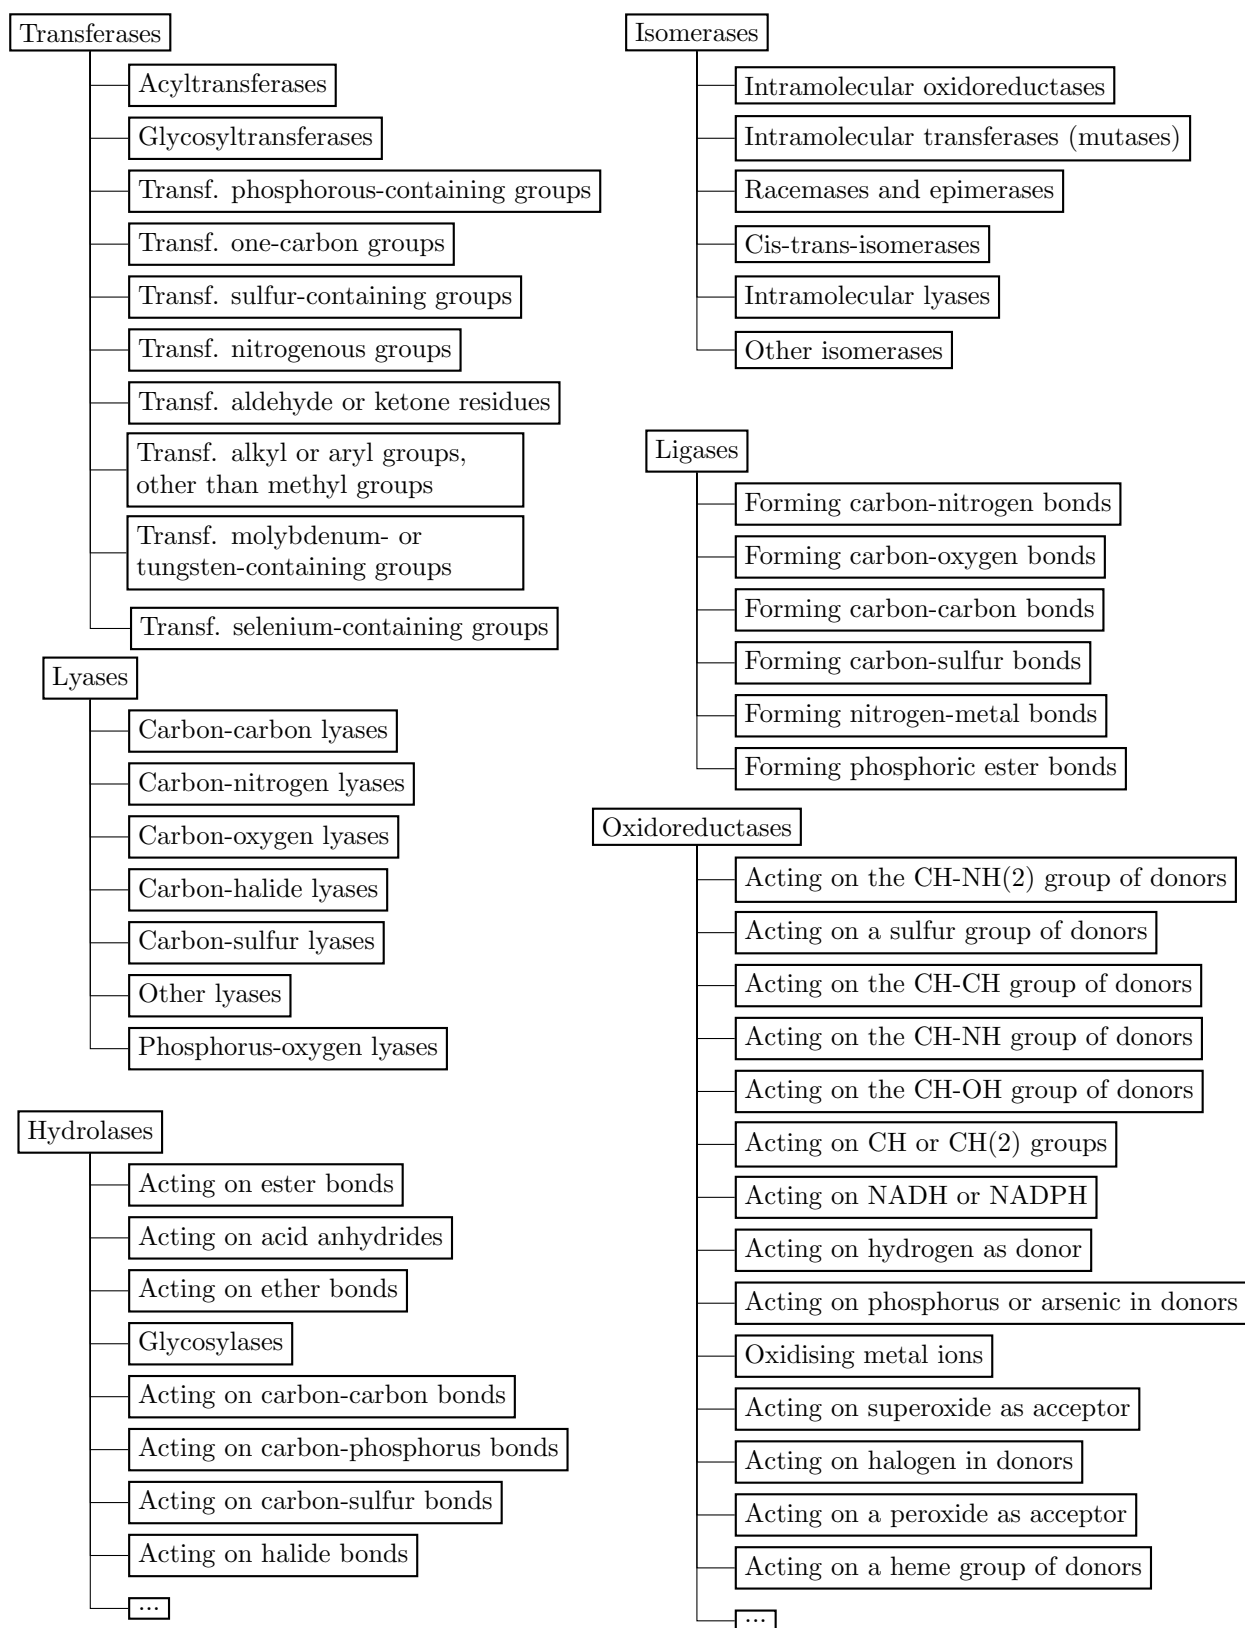 Transferases
Acyltransferases
Glycosyltransferases
Transf. phosphorous-containing groups
Transf. one-carbon groups
Transf. sulfur-containing groups
Transf. nitrogenous groups
Transf. aldehyde or ketone residues
Transf. alkyl or aryl groups,
other than methyl groups
Transf. molybdenum- or
tungsten-containing groups
Transf. selenium-containing groups
Lyases
Carbon-carbon lyases
Carbon-nitrogen lyases
Carbon-oxygen lyases
Carbon-halide lyases
Carbon-sulfur lyases
Other lyases
Phosphorus-oxygen lyases
Hydrolases
Acting on ester bonds
Acting on acid anhydrides
Acting on ether bonds
Glycosylases
Acting on carbon-carbon bonds
Acting on carbon-phosphorus bonds
Acting on carbon-sulfur bonds
Acting on halide bonds
...
Isomerases
Intramolecular oxidoreductases
Intramolecular transferases (mutases)
Racemases and epimerases
Cis-trans-isomerases
Intramolecular lyases
Other isomerases
Ligases
Forming carbon-nitrogen bonds
Forming carbon-oxygen bonds
Forming carbon-carbon bonds
Forming carbon-sulfur bonds
Forming nitrogen-metal bonds
Forming phosphoric ester bonds
Oxidoreductases
Acting on the CH-NH(2) group of donors
Acting on a sulfur group of donors
Acting on the CH-CH group of donors
Acting on the CH-NH group of donors
Acting on the CH-OH group of donors
Acting on CH or CH(2) groups
Acting on NADH or NADPH
Acting on hydrogen as donor
Acting on phosphorus or arsenic in donors
Oxidising metal ions
Acting on superoxide as acceptor
Acting on halogen in donors
Acting on a peroxide as acceptor
Acting on a heme group of donors
...